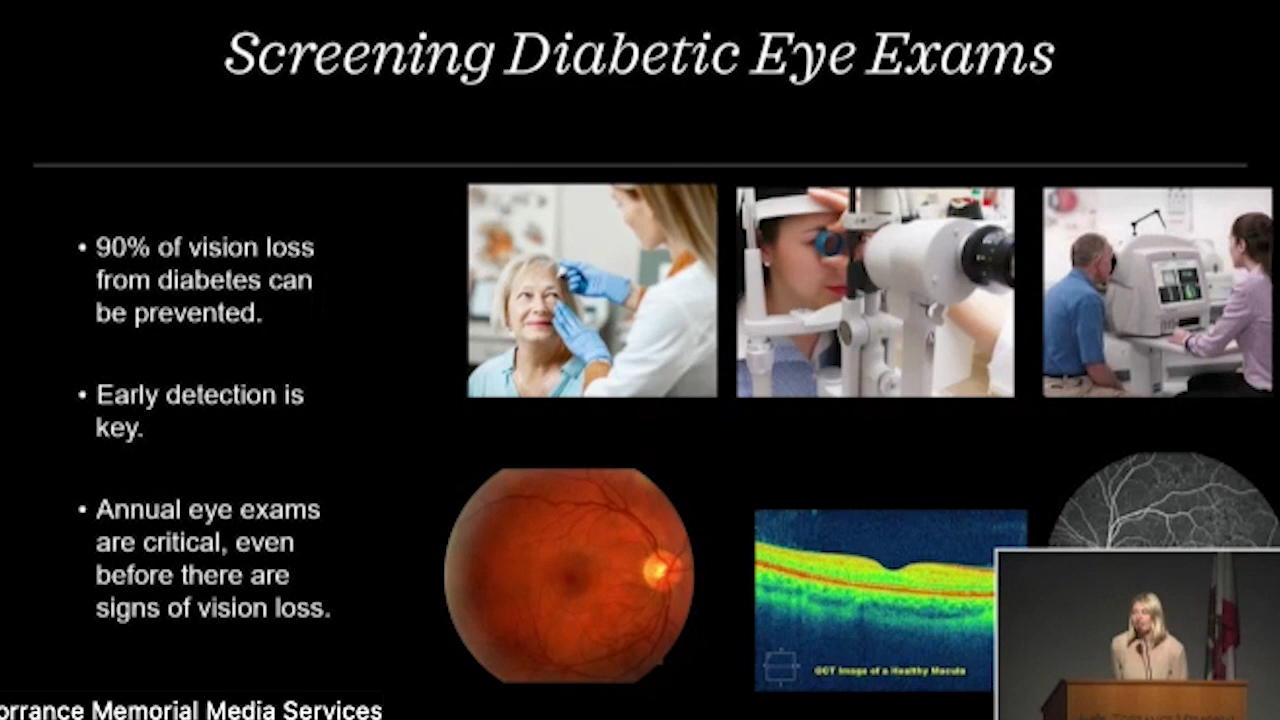 Screening Diabetic Eye Exams
• 90% of vision loss
from diabetes can
be prevented.
• Early detection is
key.
• Annual eye exams
are critical, even
before there are
signs of vision loss.
OCT Image of a Healthy Macula
orrance Memorial Media Services